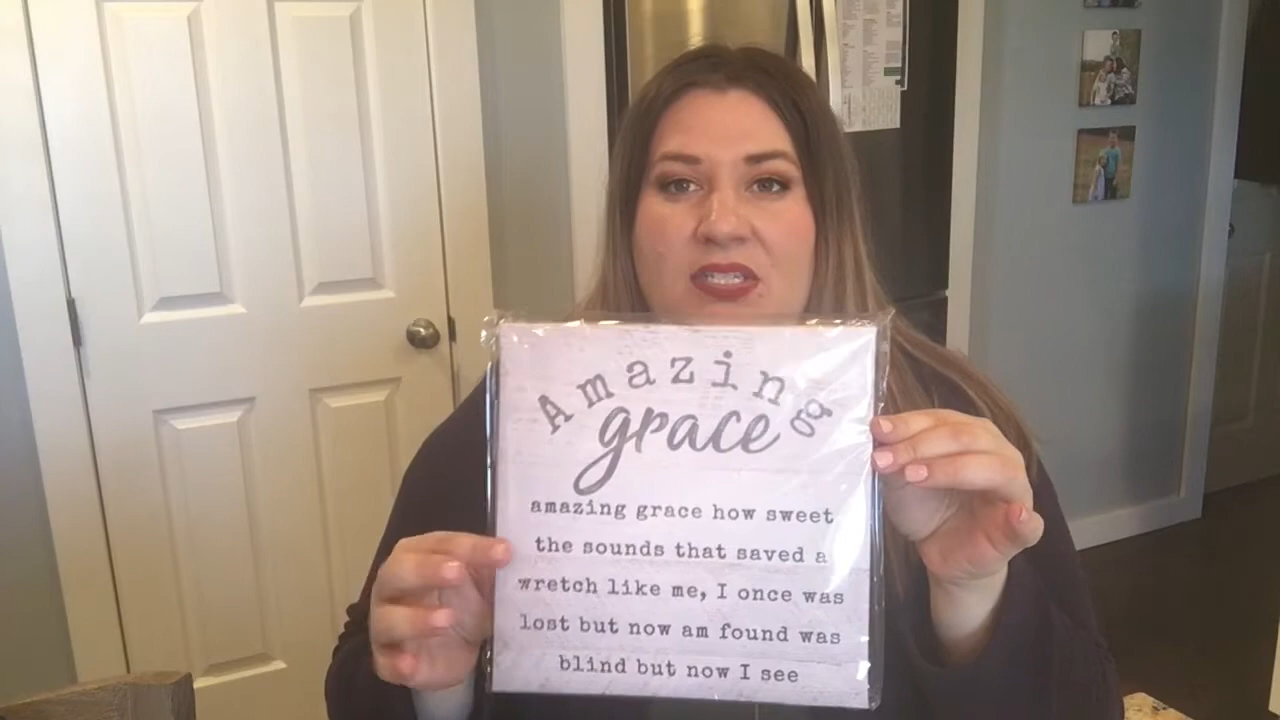 Amazing
grace
amazing grace how sweet
the sounds that saved a
wretch like me, I once was
lost but now am found was
blind but now I see